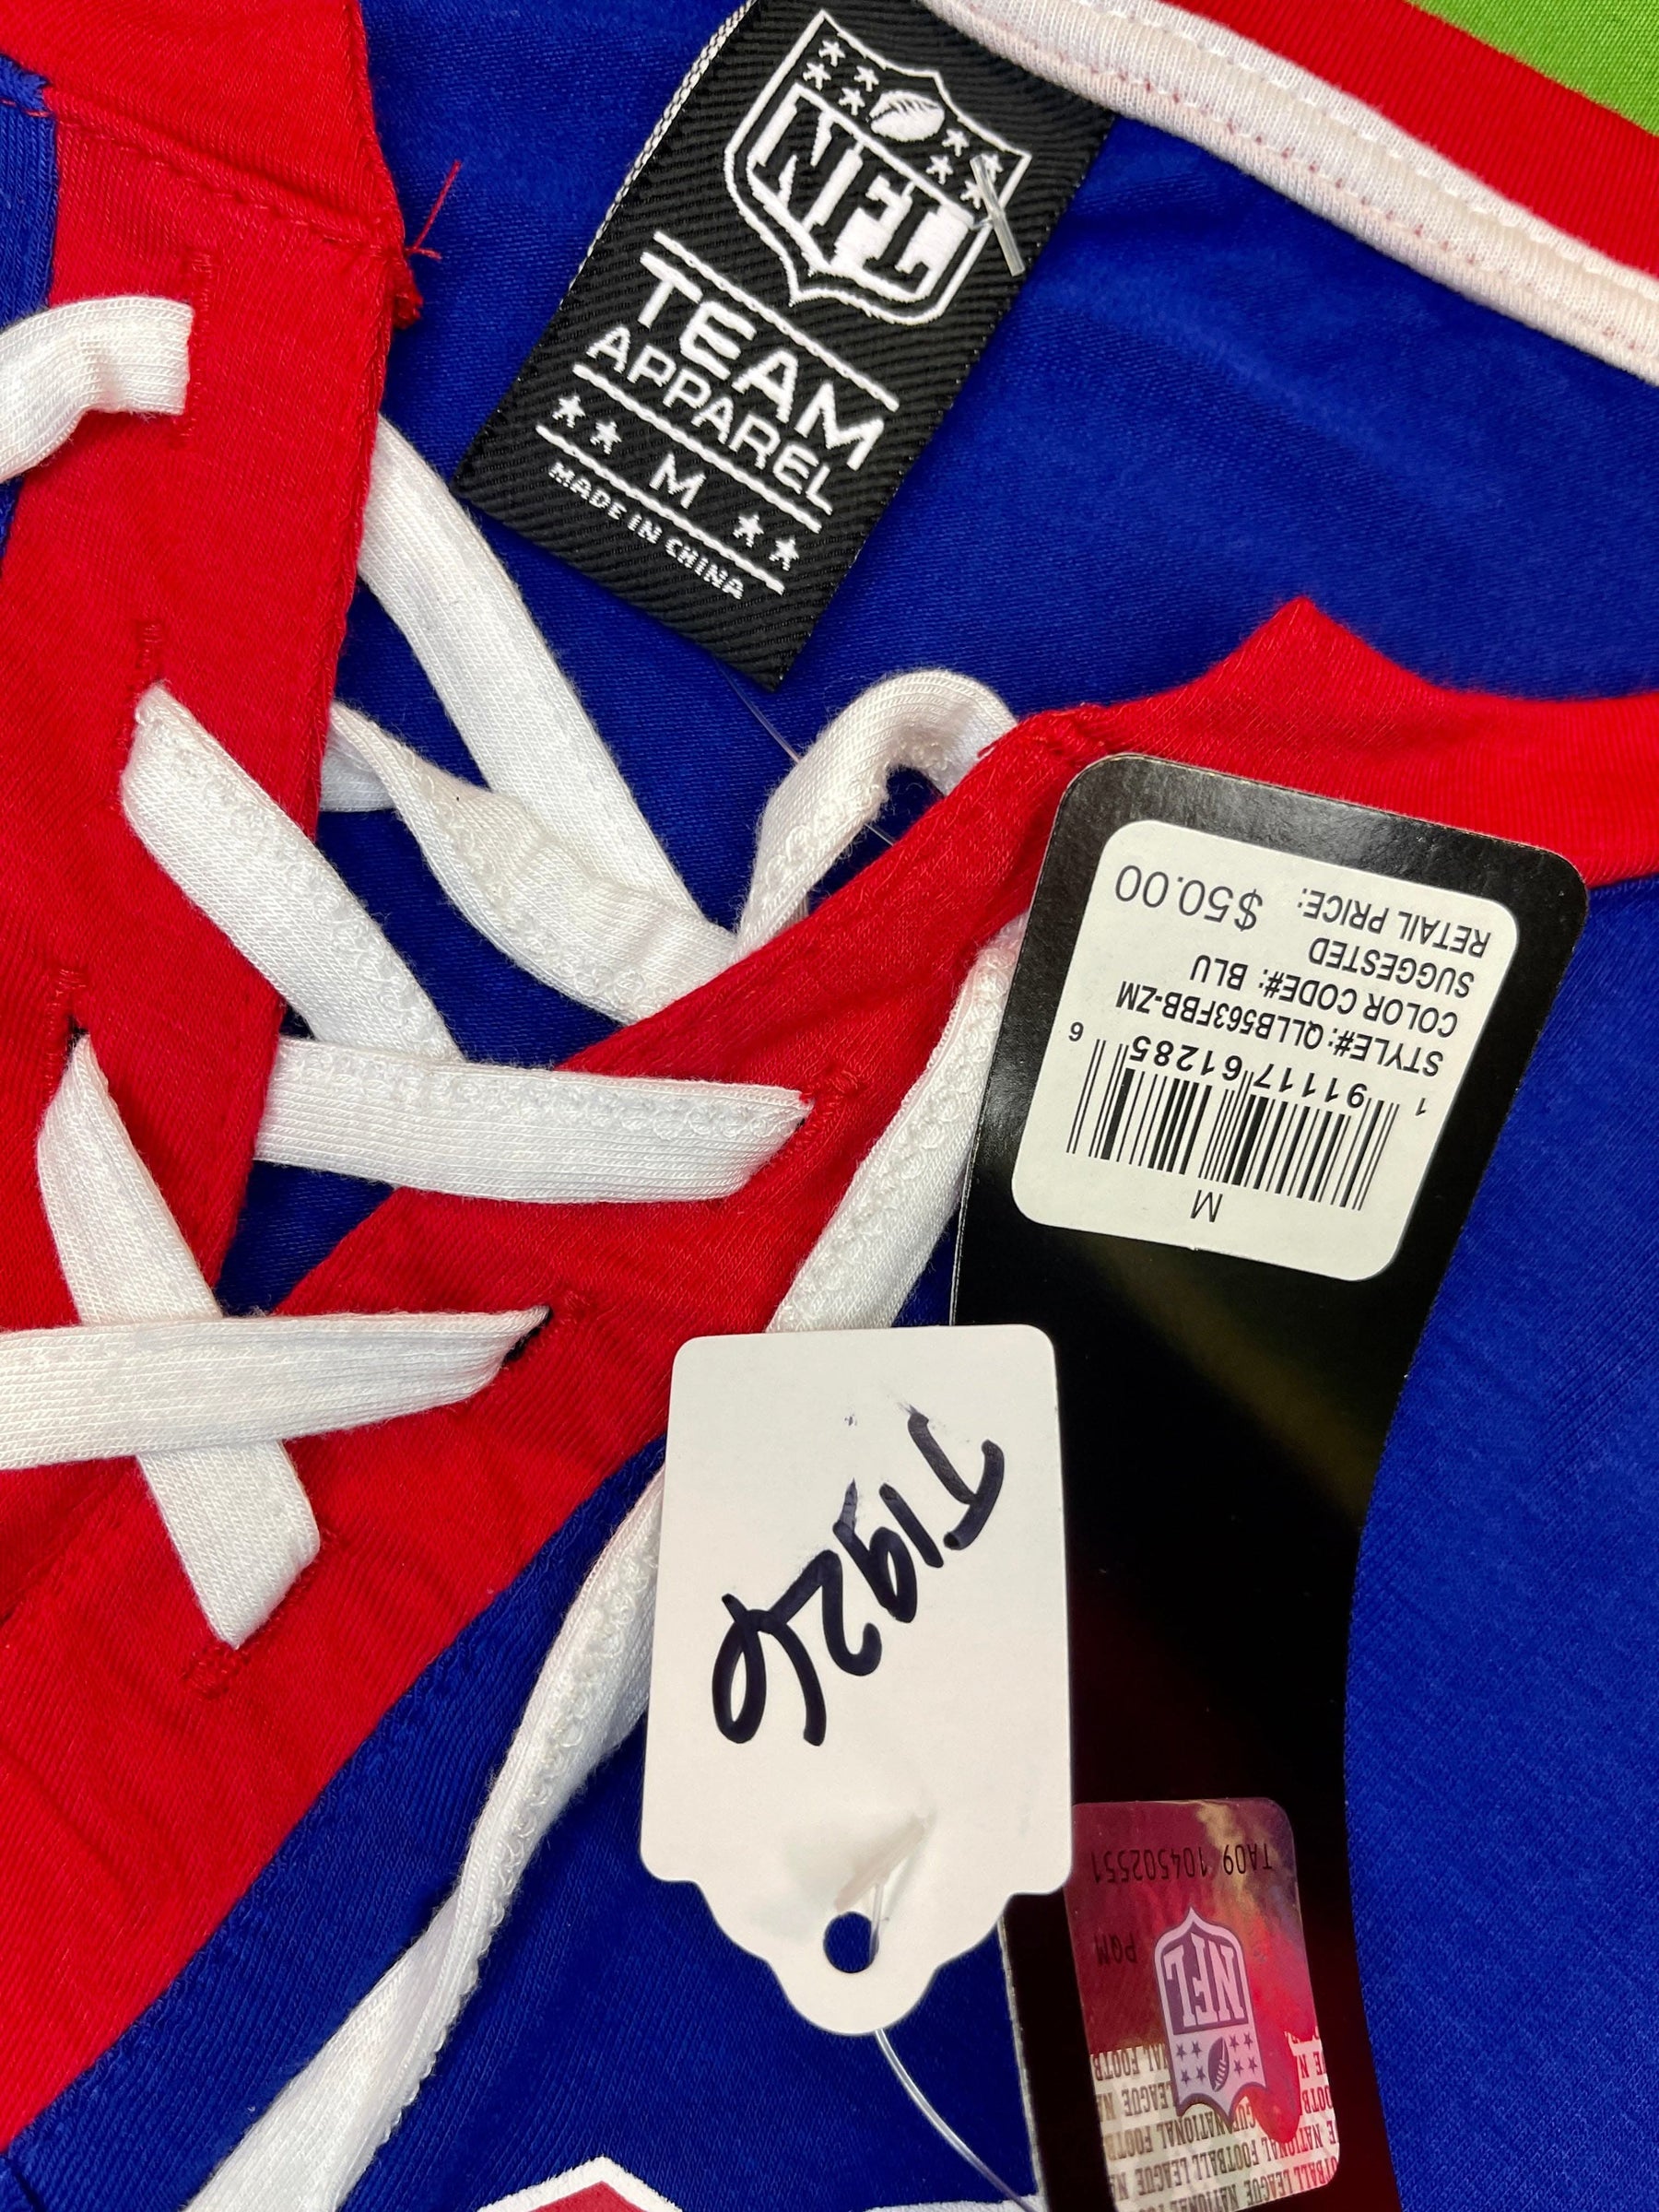 NFL
TEAM
APPAREL
M
MADE IN CHINA
M
1 91117 61285 6
STYLE#: QLLB563FBB-ZM
COLOR CODE#: BLU
SUGGESTED
RETAIL PRICE: $50.00
T1926
TA09 104502551
PQM
NFL